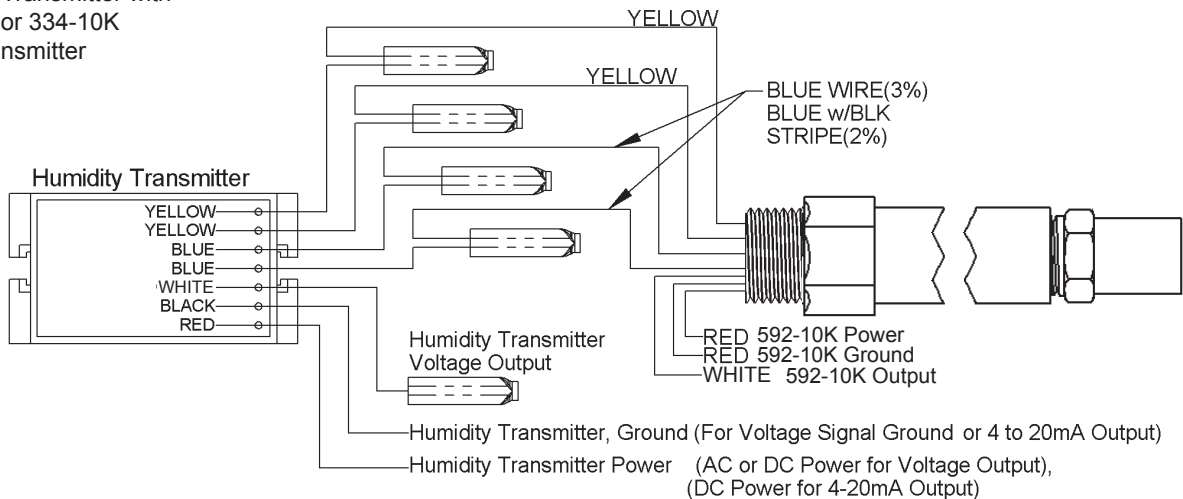 Transmitter with
or 334-10K
nsmitter
YELLOW
YELLOW
BLUE WIRE(3%)
BLUE w/BLK
STRIPE(2%)
Humidity Transmitter
YELLOW
YELLOW
BLUE
BLUE
WHITE
BLACK
RED
Humidity Transmitter
Voltage Output
RED 592-10K Power
RED 592-10K Ground
WHITE 592-10K Output
Humidity Transmitter, Ground (For Voltage Signal Ground or 4 to 20mA Output)
Humidity Transmitter Power (AC or DC Power for Voltage Output),
(DC Power for 4-20mA Output)